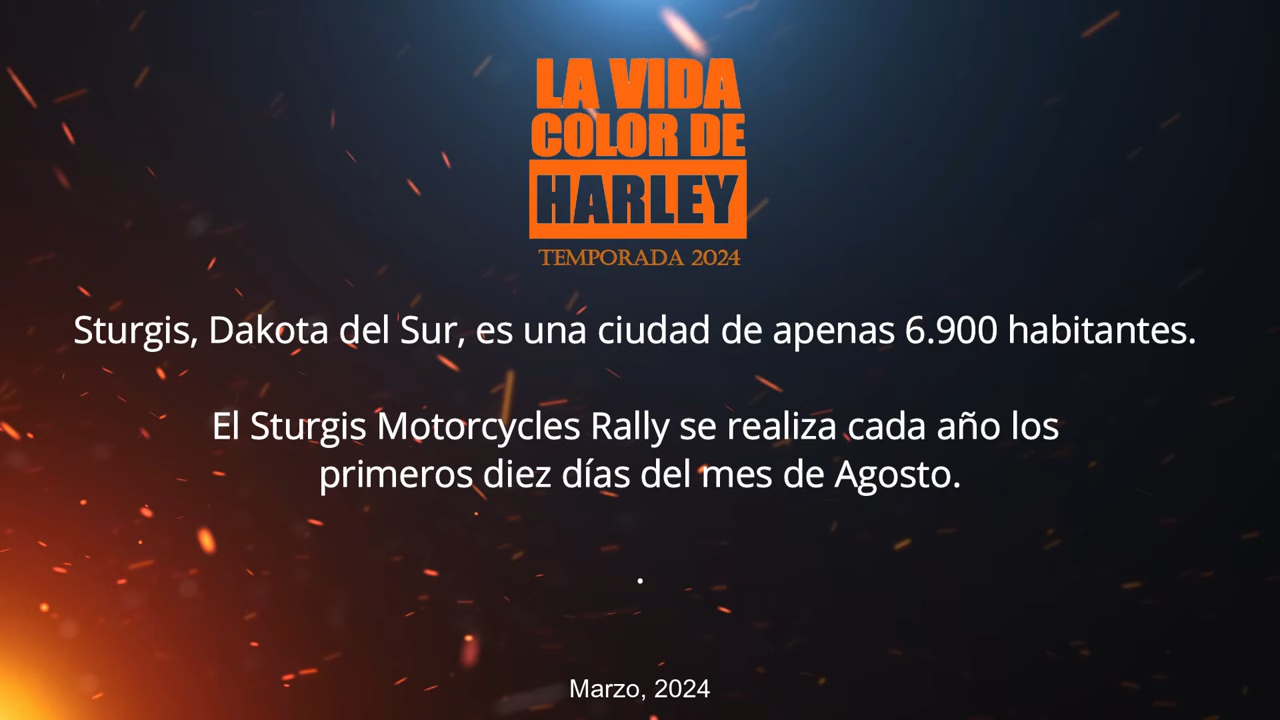 LA VIDA
COLOR DE
HARLEY
TEMPORADA 2024
Sturgis, Dakota del Sur, es una ciudad de apenas 6.900 habitantes.
El Sturgis Motorcycles Rally se realiza cada año los
primeros diez días del mes de Agosto.
.
Marzo, 2024